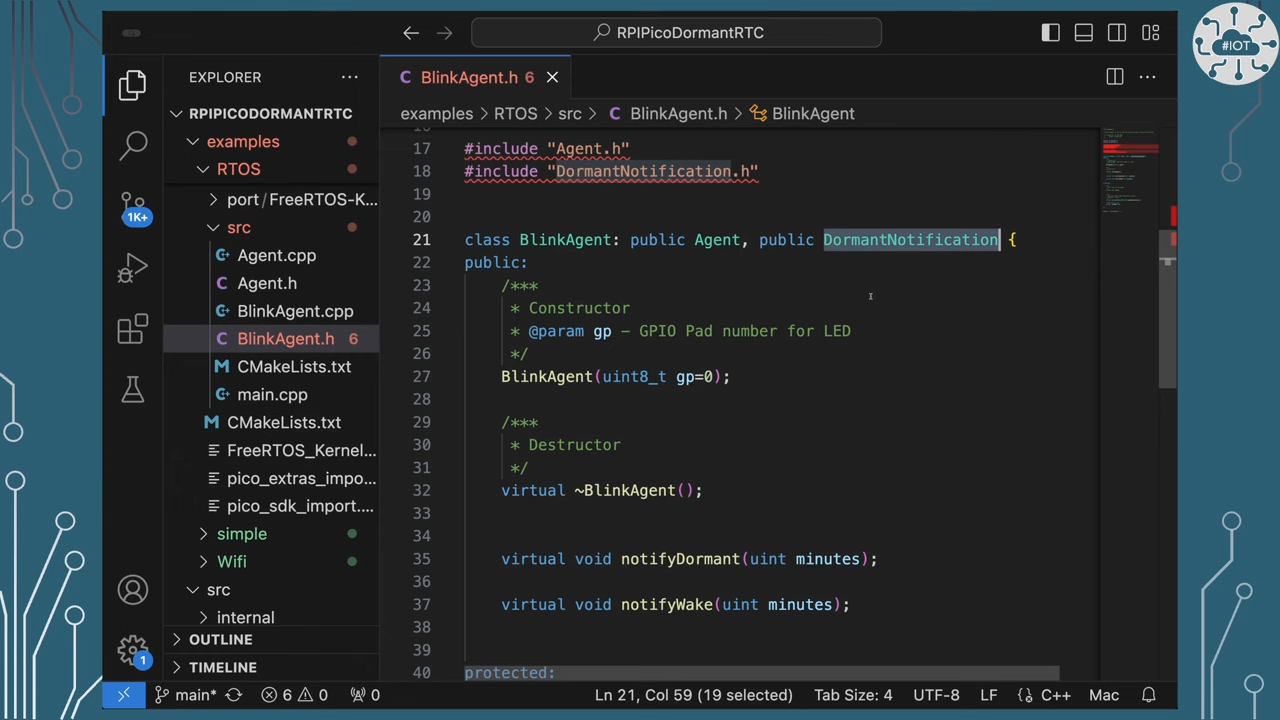 RPIPicoDormantRTC
#IOT
EXPLORER
BlinkAgent.h 6
RPIPICODORMANTRTC
examples > RTOS > src > C BlinkAgent.h > BlinkAgent
examples
RTOS
port/FreeRTOS-K...
src
Agent.cpp
C Agent.h
BlinkAgent.cpp
C BlinkAgent.h 6
M CMakeLists.txt
main.cpp
M CMakeLists.txt
FreeRTOS_Kernel...
pico_extras_impo...
pico_sdk_import....
simple
Wifi
src
internal
OUTLINE
TIMELINE
1K+
1
16
17 #include "Agent.h"
18 #include "DormantNotification.h"
19
20
21 class BlinkAgent: public Agent, public DormantNotification {
22 public:
23 /***
24 * Constructor
25 * @param gp – GPIO Pad number for LED
26 */
27 BlinkAgent(uint8_t gp=0);
28
29 /***
30 * Destructor
31 */
32 virtual ~BlinkAgent();
33
34
35 virtual void notifyDormant(uint minutes);
36
37 virtual void notifyWake(uint minutes);
38
39
40 protected:
main* 6 0 0 Ln 21, Col 59 (19 selected) Tab Size: 4 UTF-8 LF {} C++ Mac